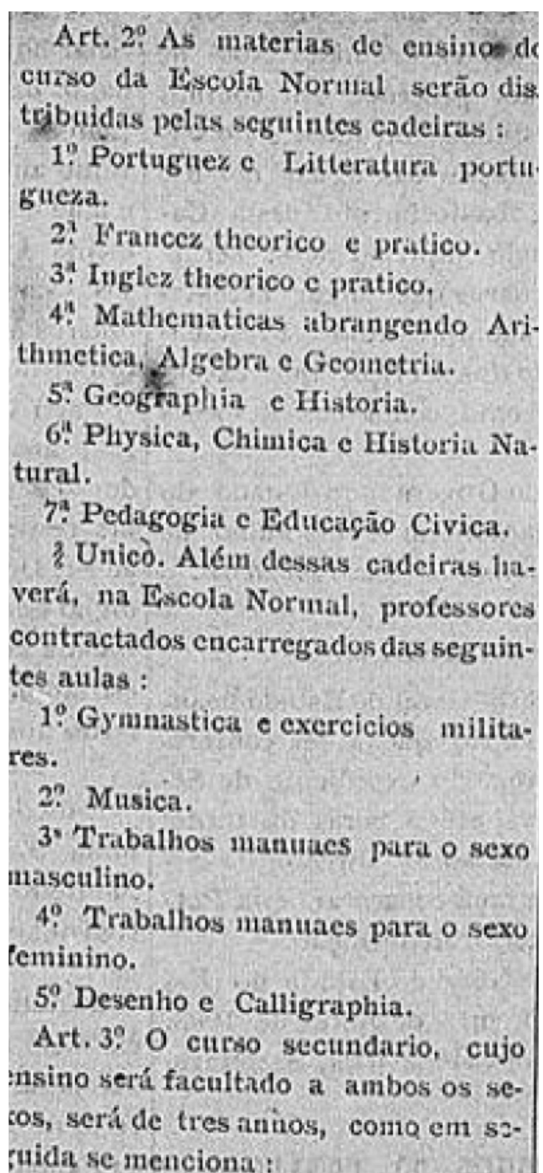 Art. 2º As materias de ensino do
curso da Escola Normal serão dis
tribuidas pelas seguintes cadeiras :
1º Portuguez e Litteratura portu-
gueza.
2ª Francez theorico e pratico.
3ª Inglez theorico e pratico.
4ª Mathematicas abrangendo Ari-
thmetica, Algebra e Geometria.
5ª Geographia e Historia.
6ª Physica, Chimica e Historia Na-
tural.
7ª Pedagogia e Educação Civica.
§ Unico. Além dessas cadeiras ha-
verá, na Escola Normal, professores
contractados encarregados das seguin-
tes aulas :
1º Gymnastica e exercicios milita-
res.
2º Musica.
3º Trabalhos manuaes para o sexo
masculino.
4º Trabalhos manuaes para o sexo
feminino.
5º Desenho e Calligraphia.
Art. 3º O curso secundario, cujo
ensino será facultado a ambos os se-
xos, será de tres annos, como em se-
guida se menciona :